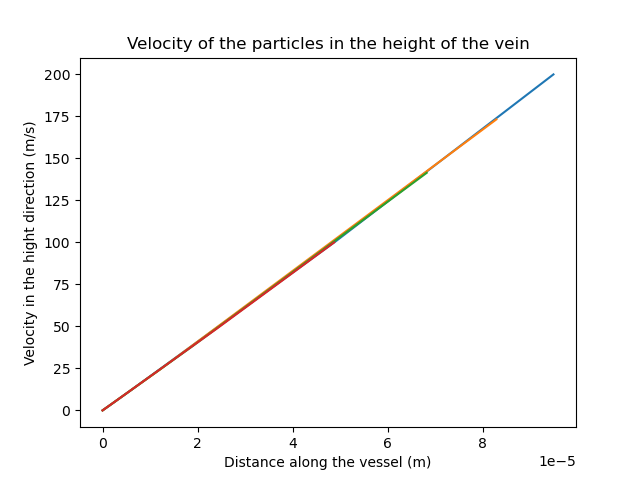 Velocity of the particles in the height of the vein
200
175
150
125
100
75
50
25
0
Velocity in the hight direction (m/s)
0 2 4 6 8
1e−5
Distance along the vessel (m)